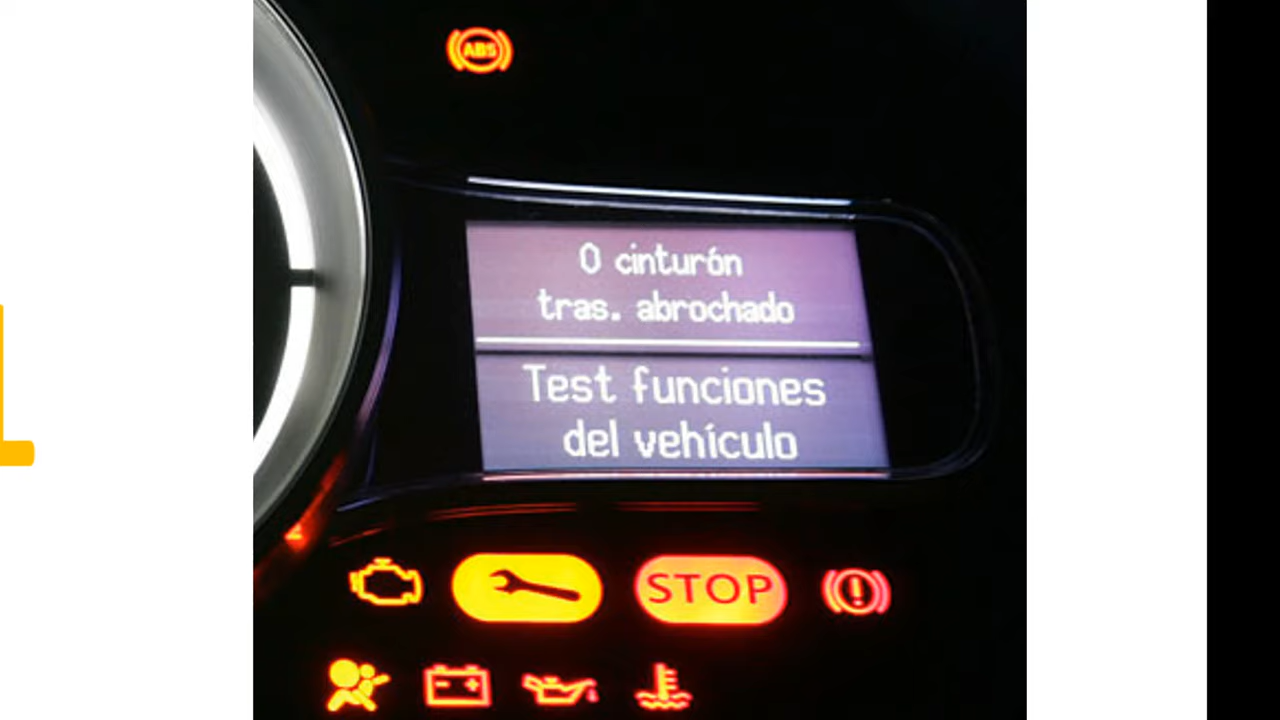 ABS
0 cinturón
tras. abrochado
Test funciones
del vehículo
STOP